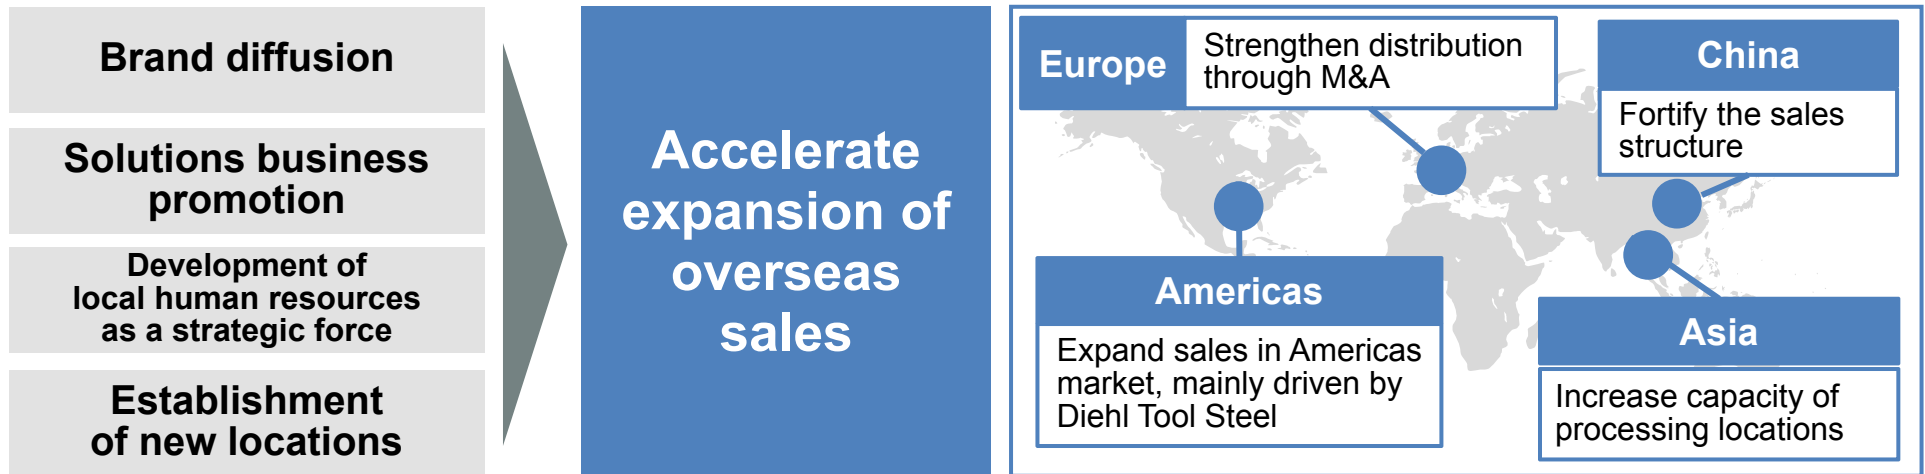 Brand diffusion
Solutions business
promotion
Development of
local human resources
as a strategic force
Establishment
of new locations
Accelerate
expansion of
overseas
sales
Europe
Strengthen distribution
through M&A
China
Fortify the sales
structure
Americas
Expand sales in Americas
market, mainly driven by
Diehl Tool Steel
Asia
Increase capacity of
processing locations